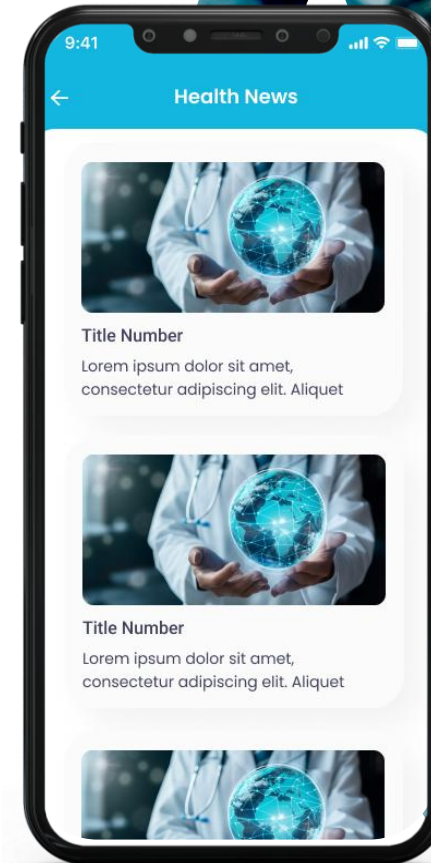 9:41
Health News
Title Number
Lorem ipsum dolor sit amet,
consectetur adipiscing elit. Aliquet
Title Number
Lorem ipsum dolor sit amet,
consectetur adipiscing elit. Aliquet